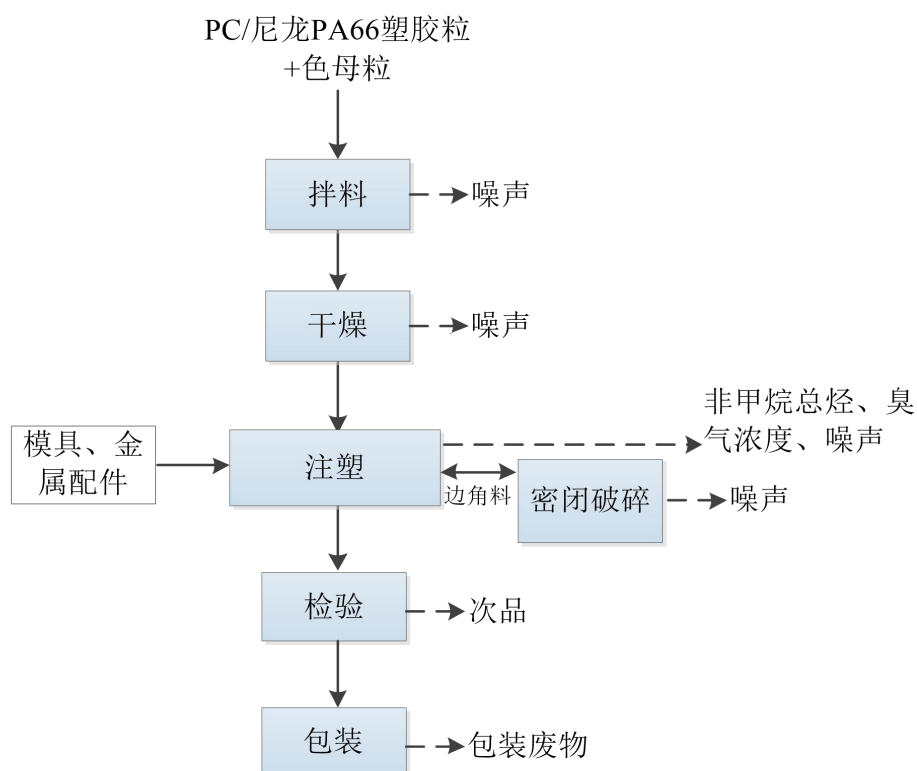 PC/尼龙PA66塑胶粒
+色母粒
拌料
噪声
干燥
噪声
非甲烷总烃、臭
气浓度、噪声
模具、金
属配件
注塑
边角料
密闭破碎
噪声
检验
次品
包装
包装废物